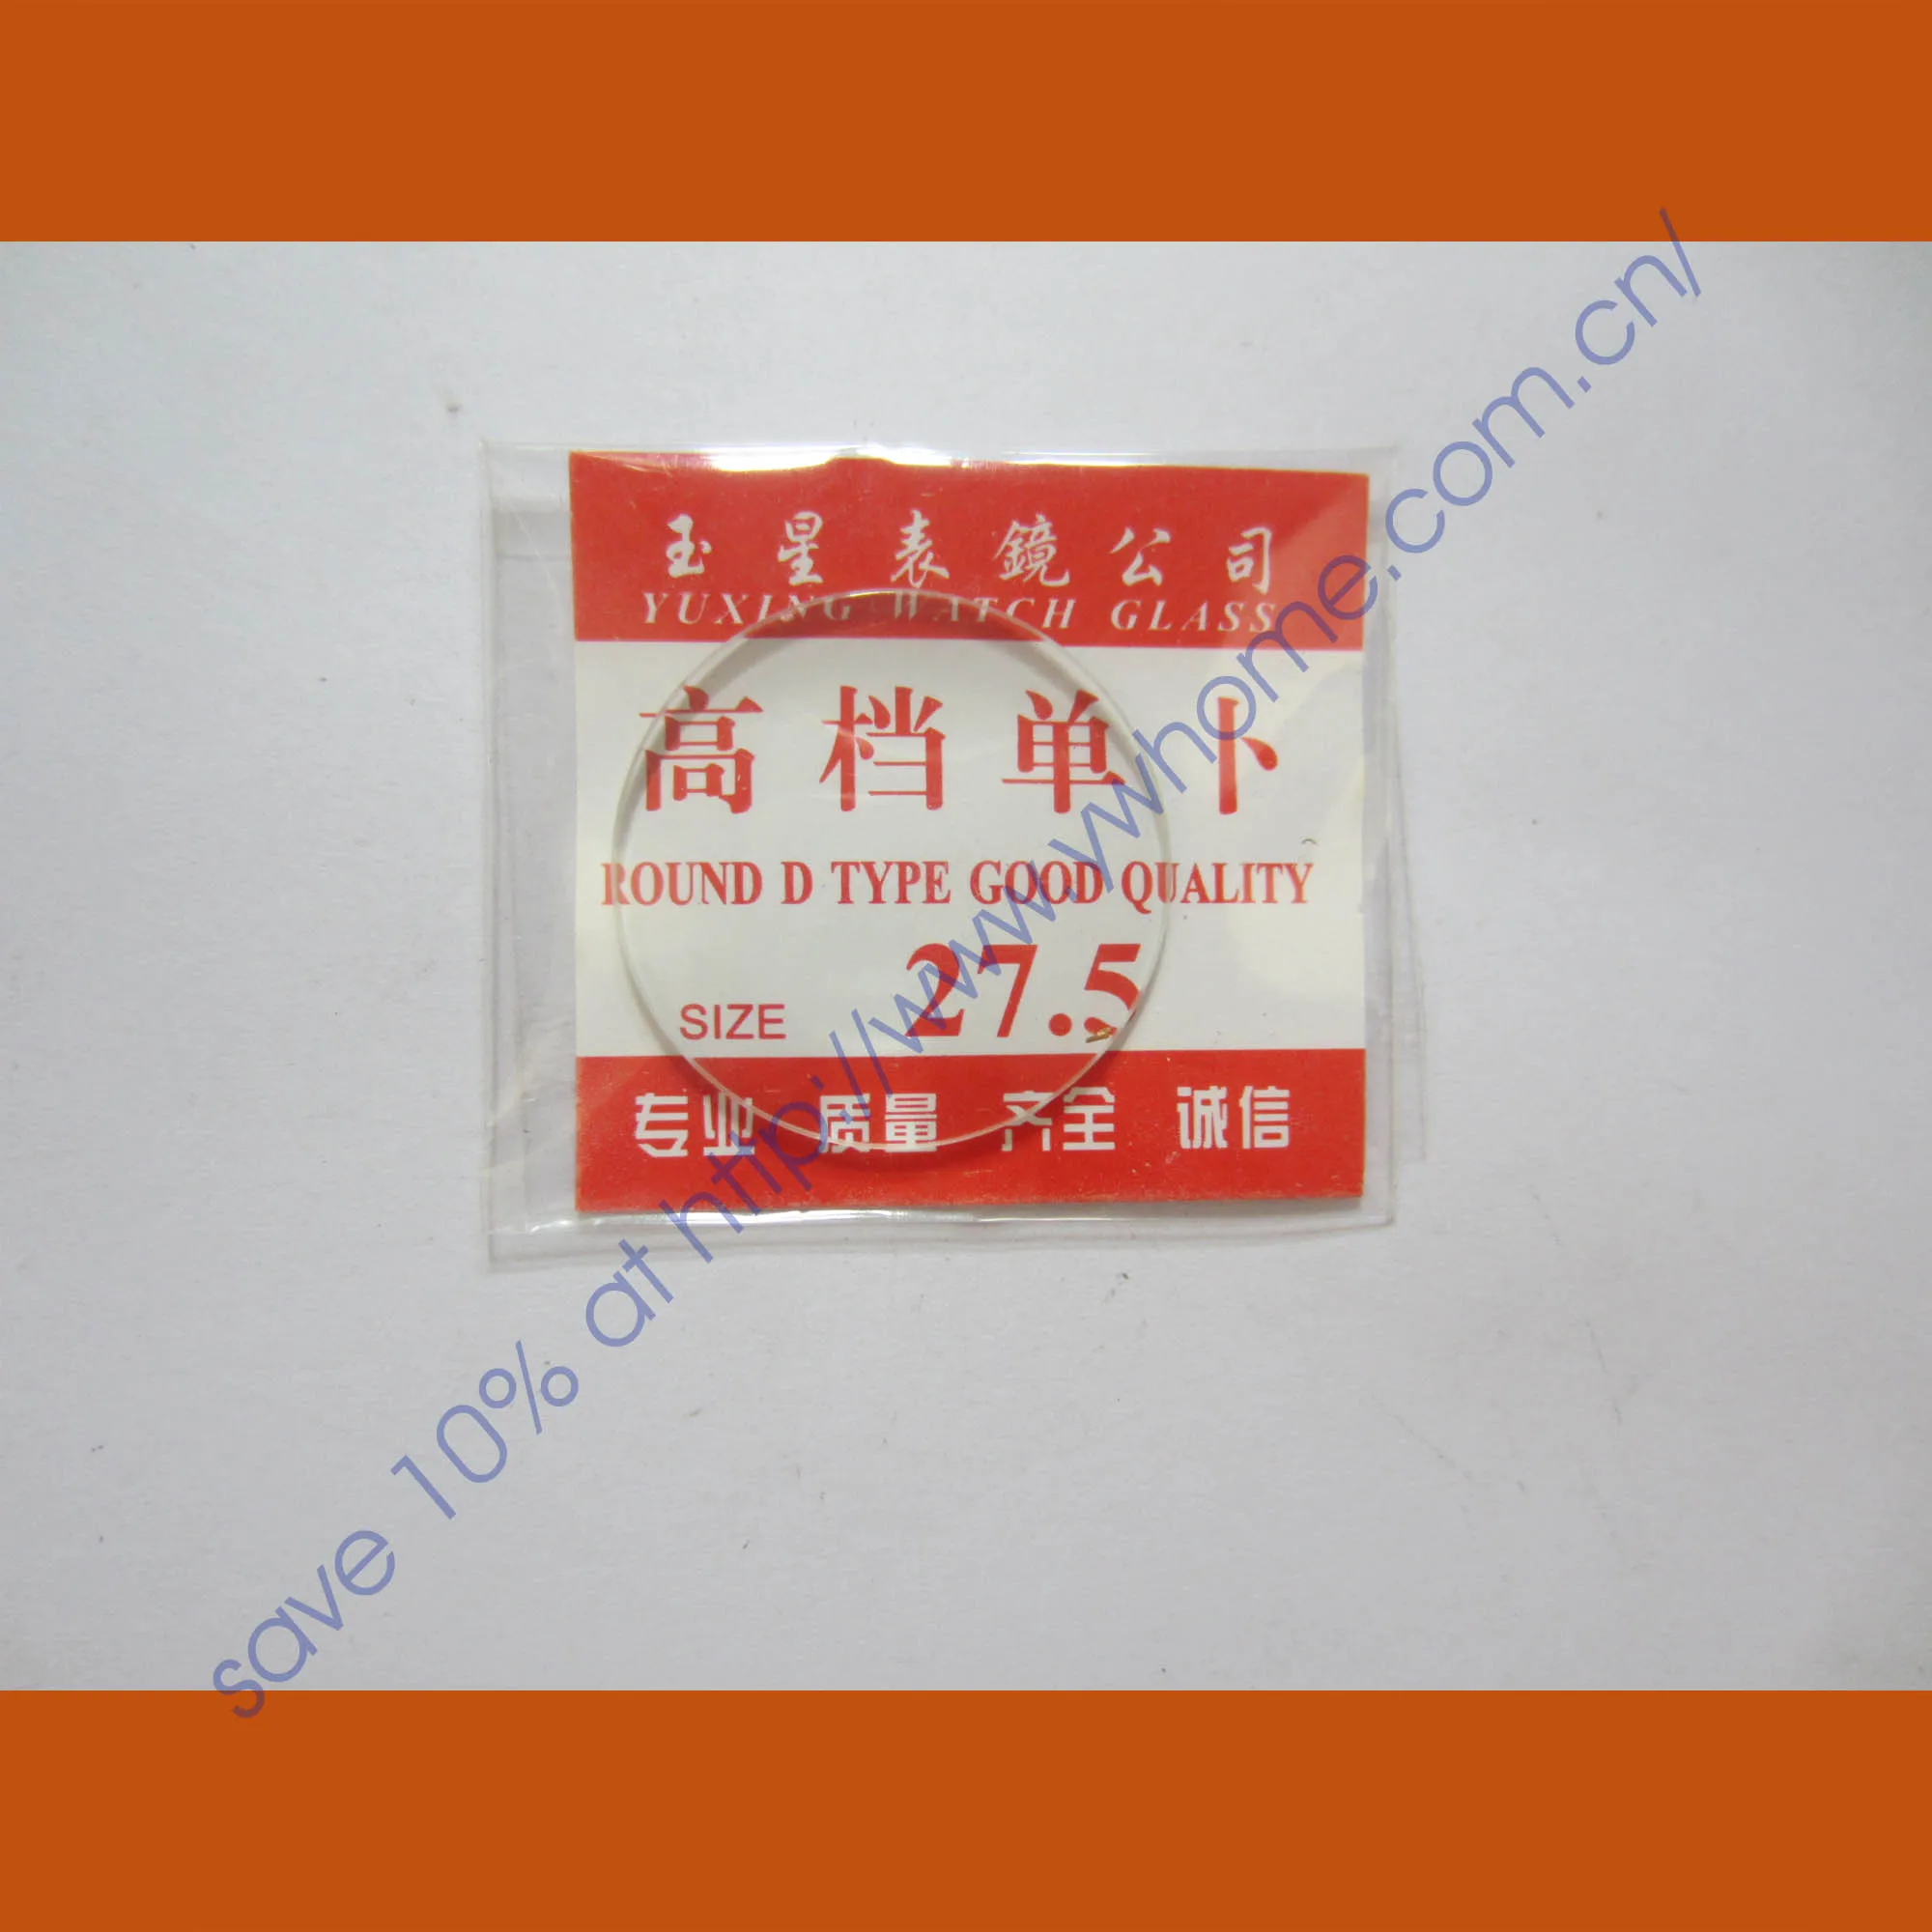 玉星表鏡公司
YUXING WATCH GLASS
高档单卜
ROUND D TYPE GOOD QUALITY
SIZE 27.5
专业 质量 齐全 诚信
save 10% at http://www.ywhome.com.cn/